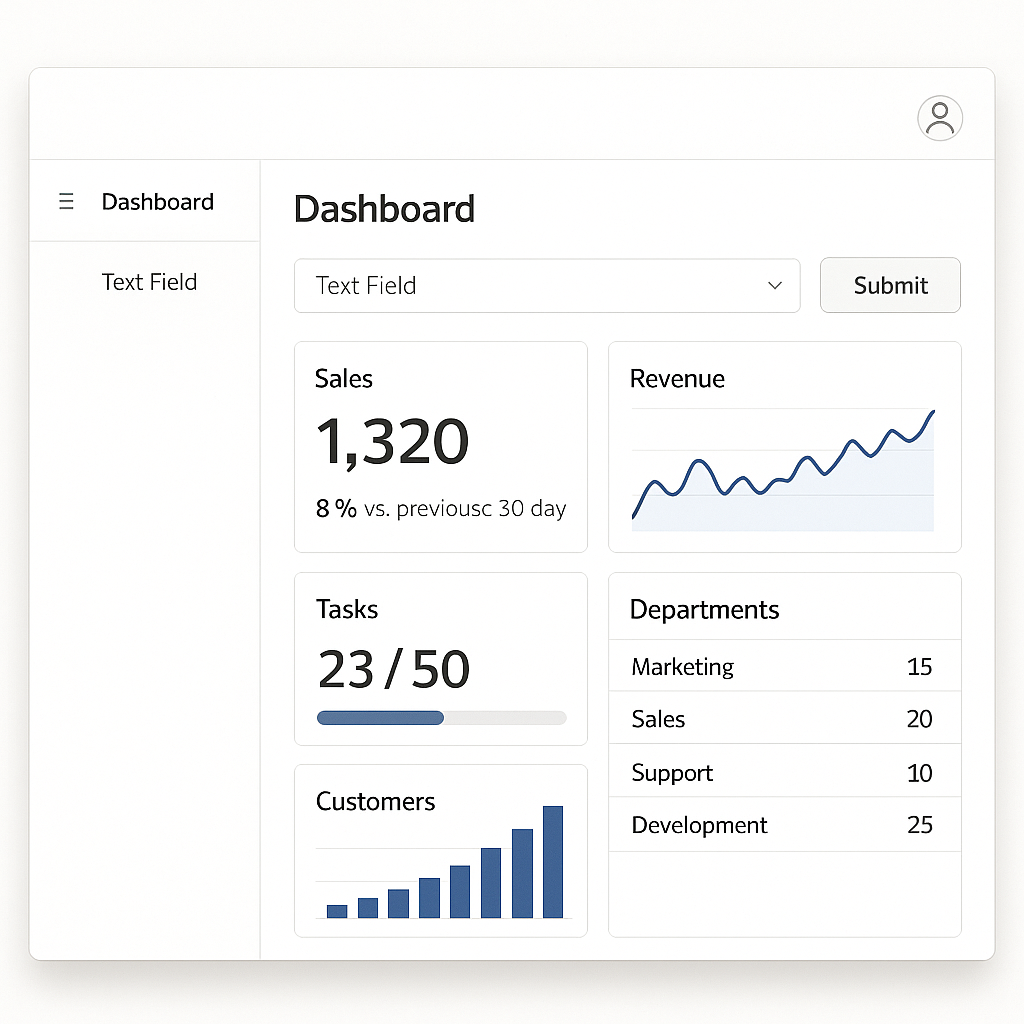 Dashboard
Text Field
Dashboard
Text Field
Submit
Sales
1,320
8 % vs. previousc 30 day
Revenue
Tasks
23 / 50
Customers
Departments
Marketing 15
Sales 20
Support 10
Development 25